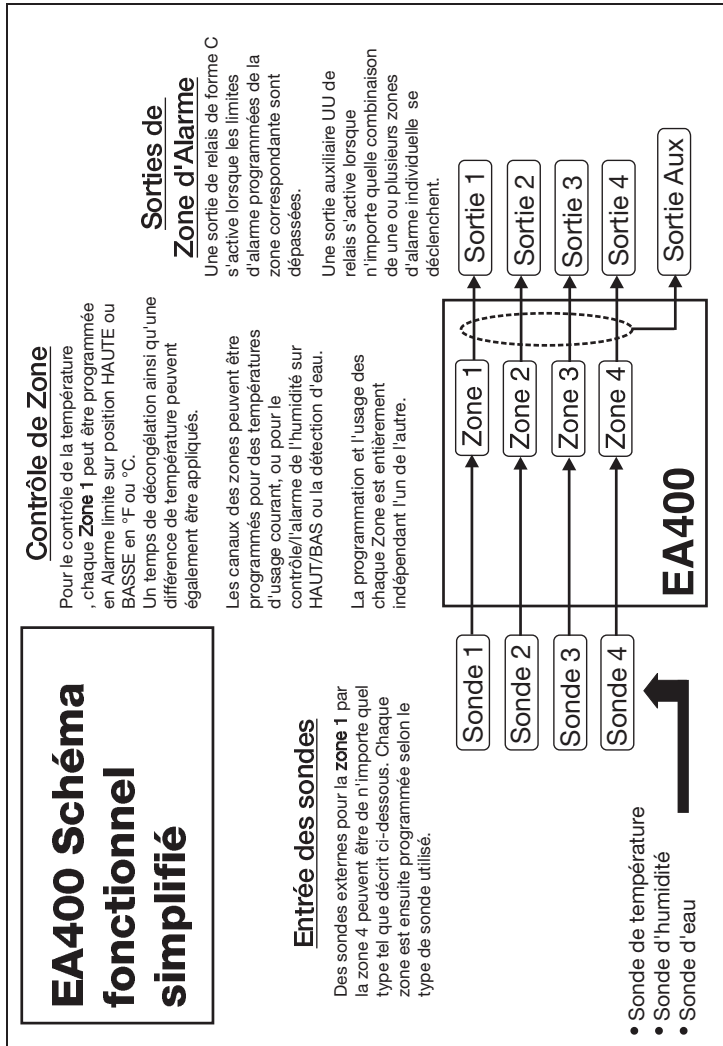 EA400 Schéma
fonctionnel
simplifié
Entrée des sondes
Des sondes externes pour la zone 1 par
la zone 4 peuvent être de n'importe quel
type tel que décrit ci-dessous. Chaque
zone est ensuite programmée selon le
type de sonde utilisé.
Contrôle de Zone
Pour le contrôle de la température
, chaque Zone 1 peut être programmée
en Alarme limite sur position HAUTE ou
BASSE en °F ou °C.
Un temps de décongélation ainsi qu'une
différence de température peuvent
également être appliqués.
Les canaux des zones peuvent être
programmés pour des températures
d'usage courant, ou pour le
contrôle/l'alarme de l'humidité sur
HAUT/BAS ou la détection d'eau.
La programmation et l'usage des
chaque Zone est entièrement
indépendant l'un de l'autre.
Sorties de
Zone d'Alarme
Une sortie de relais de forme C
s'active lorsque les limites
d'alarme programmées de la
zone correspondante sont
dépassées.
Une sortie auxiliaire UU de
relais s'active lorsque
n'importe quelle combinaison
de une ou plusieurs zones
d'alarme individuelle se
déclenchent.
Sonde 1
Sonde 2
Sonde 3
Sonde 4
Zone 1
Zone 2
Zone 3
Zone 4
EA400
Sortie 1
Sortie 2
Sortie 3
Sortie 4
Sortie Aux
• Sonde de température
• Sonde d'humidité
• Sonde d'eau